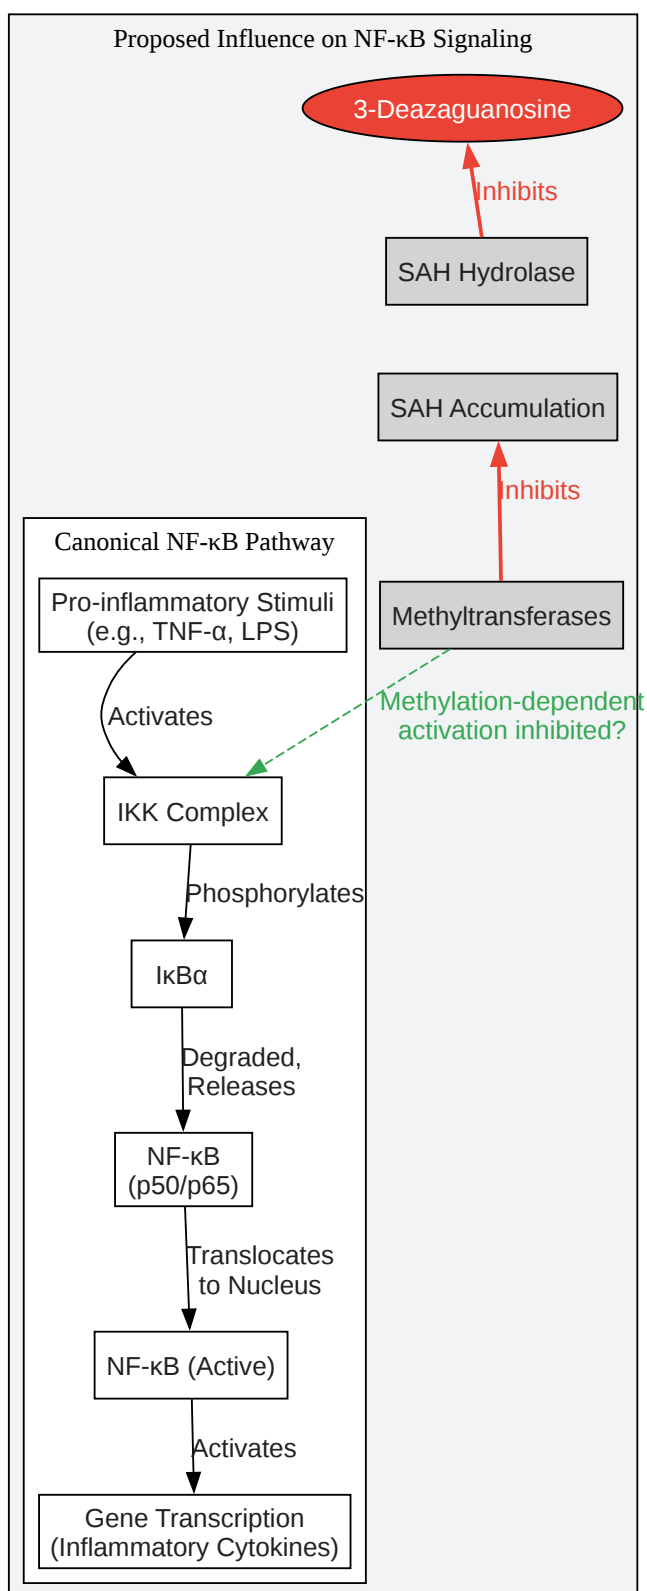 Proposed Influence on NF-κB Signaling
3-Deazaguanosine
Inhibits
SAH Hydrolase
SAH Accumulation
Inhibits
Methyltransferases
Methylation-dependent
activation inhibited?
Canonical NF-κB Pathway
Pro-inflammatory Stimuli
(e.g., TNF-α, LPS)
Activates
IKK Complex
Phosphorylates
IκBα
Degraded,
Releases
NF-κB
(p50/p65)
Translocates
to Nucleus
NF-κB (Active)
Activates
Gene Transcription
(Inflammatory Cytokines)